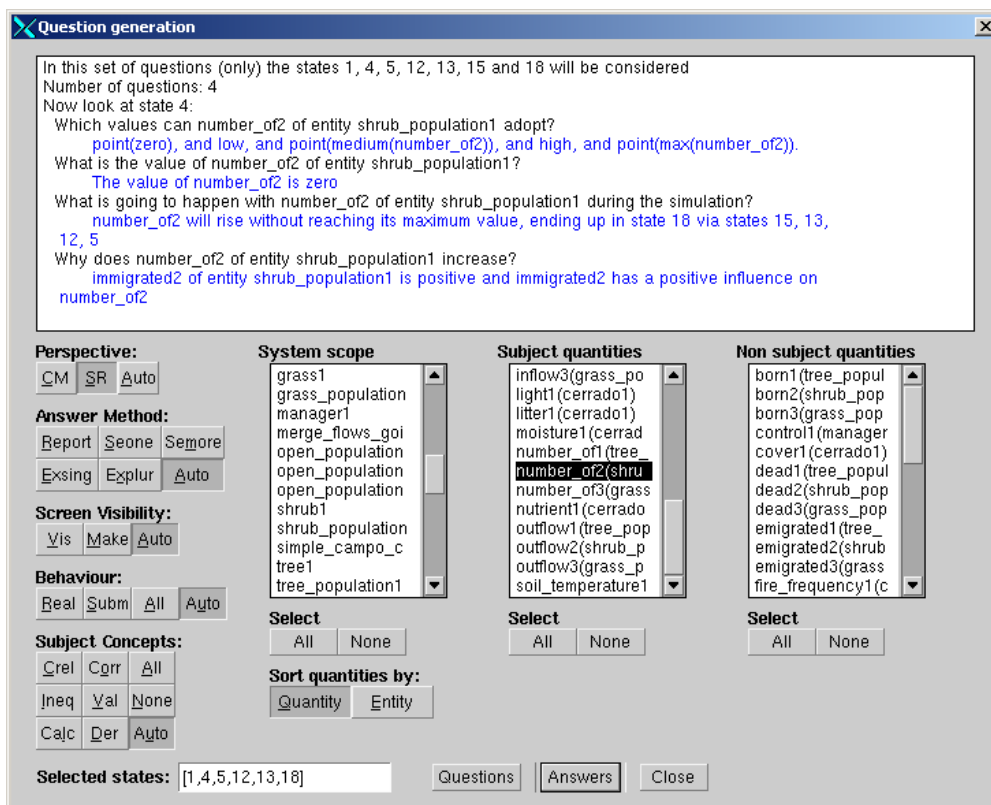 Question generation
In this set of questions (only) the states 1, 4, 5, 12, 13, 15 and 18 will be considered
Number of questions: 4
Now look at state 4:
Which values can number_of2 of entity shrub_population1 adopt?
point(zero), and low, and point(medium(number_of2)), and high, and point(max(number_of2)).
What is the value of number_of2 of entity shrub_population1?
The value of number_of2 is zero
What is going to happen with number_of2 of entity shrub_population1 during the simulation?
number_of2 will rise without reaching its maximum value, ending up in state 18 via states 15, 13,
12, 5
Why does number_of2 of entity shrub_population1 increase?
immigrated2 of entity shrub_population1 is positive and immigrated2 has a positive influence on
number_of2
Perspective:
CM SR Auto
Answer Method:
Report Seone Semore
Exsing Explur Auto
Screen Visibility:
Vis Make Auto
Behaviour:
Real Subm All Auto
Subject Concepts:
Crel Corr All
Ineq Val None
Calc Der Auto
System scope
grass1
grass_population
manager1
merge_flows_goi
open_population
open_population
open_population
shrub1
shrub_population
simple_campo_c
tree1
tree_population1
Select
All None
Sort quantities by:
Quantity Entity
Subject quantities
inflow3(grass_po
light1(cerrado1)
litter1(cerrado1)
moisture1(cerrad
number_of1(tree_
number_of2(shru
number_of3(grass
nutrient1(cerrado
outflow1(tree_pop
outflow2(shrub_p
outflow3(grass_p
soil_temperature1
Select
All None
Non subject quantities
born1(tree_popul
born2(shrub_pop
born3(grass_pop
control1(manager
cover1(cerrado1)
dead1(tree_popul
dead2(shrub_pop
dead3(grass_pop
emigrated1(tree_
emigrated2(shrub
emigrated3(grass
fire_frequency1(c
Select
All None
Selected states: [1,4,5,12,13,18]
Questions Answers Close